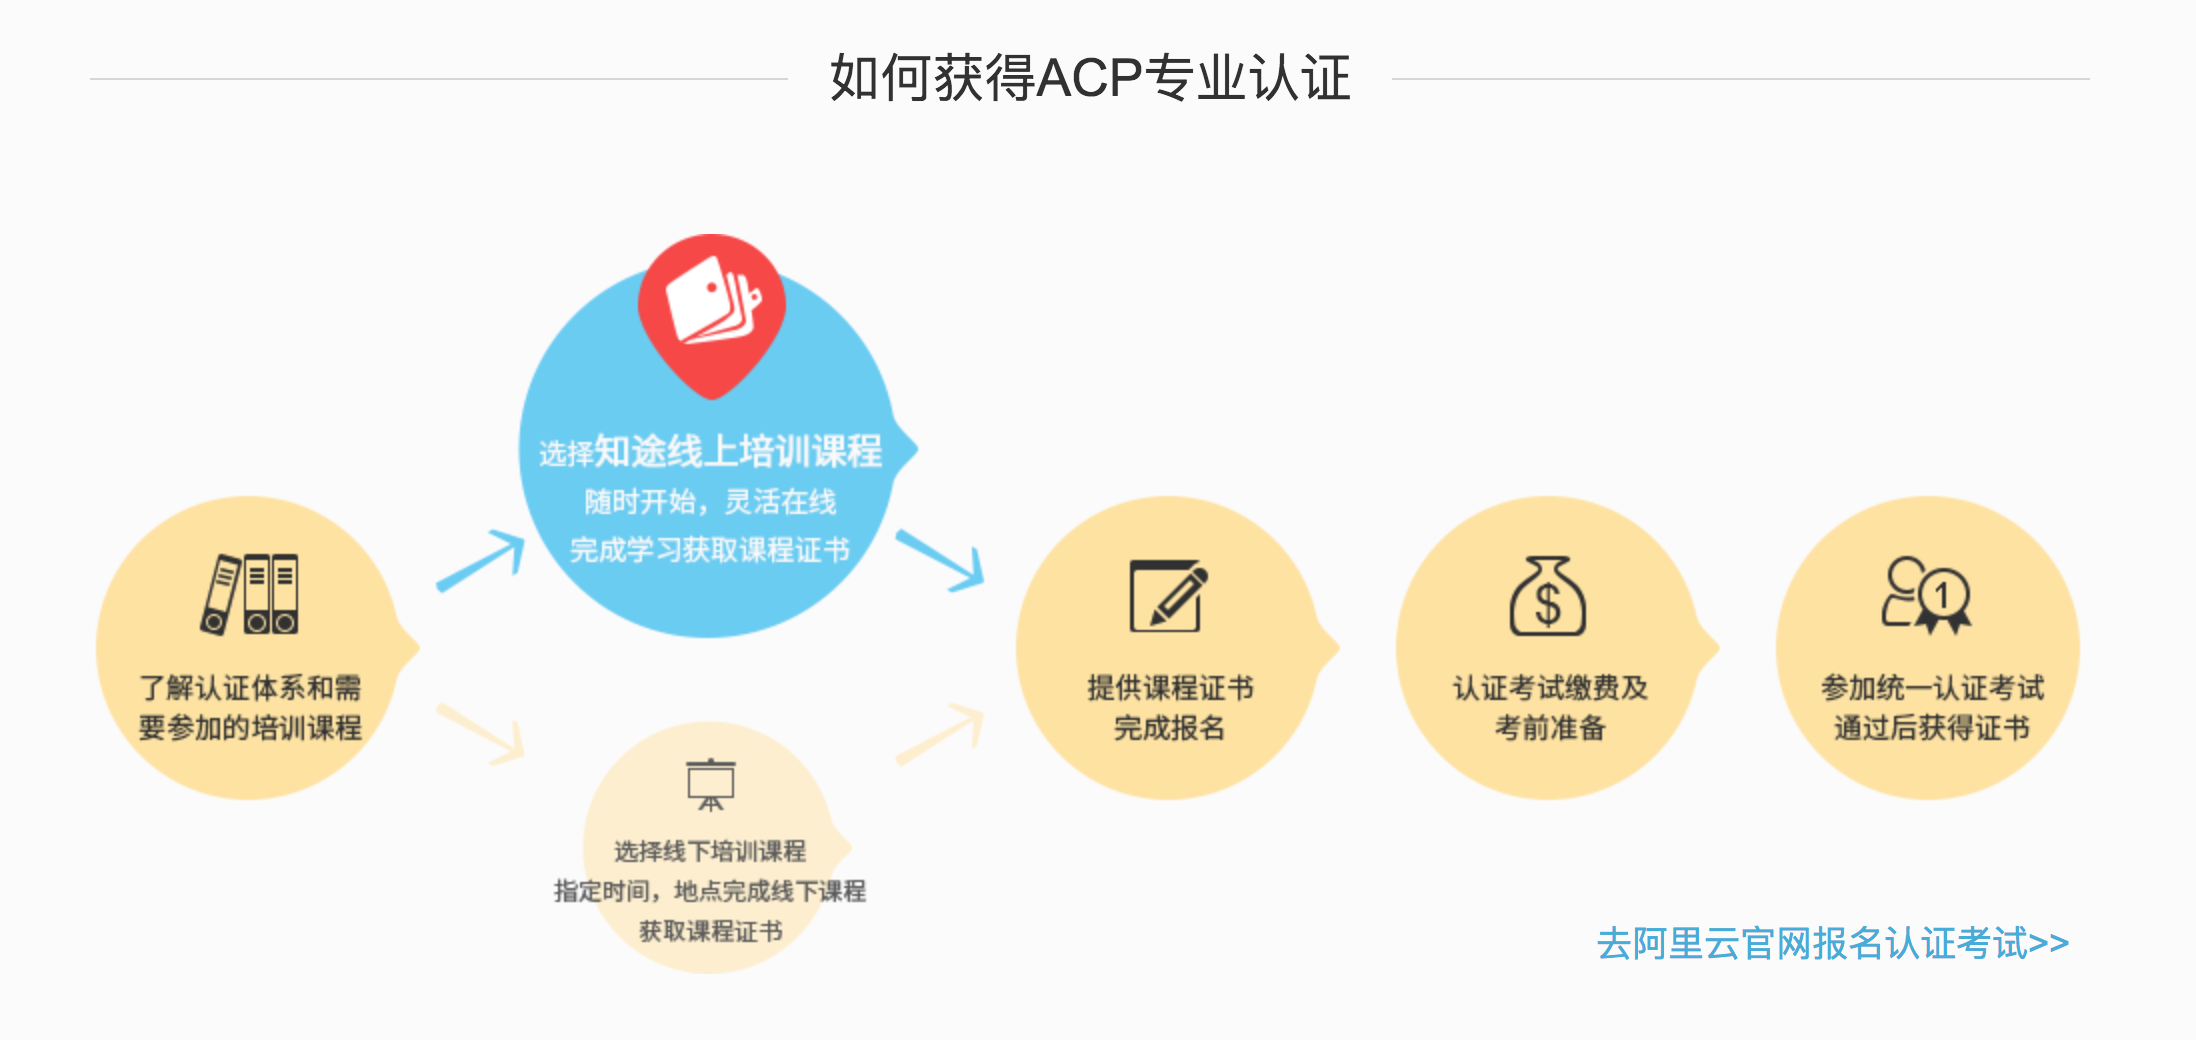 如何获得ACP专业认证
选择知途线上培训课程
随时开始，灵活在线
完成学习获取课程证书
了解认证体系和需
要参加的培训课程
选择线下培训课程
指定时间，地点完成线下课程
获取课程证书
提供课程证书
完成报名
$
认证考试缴费及
考前准备
1
参加统一认证考试
通过后获得证书
去阿里云官网报名认证考试>>